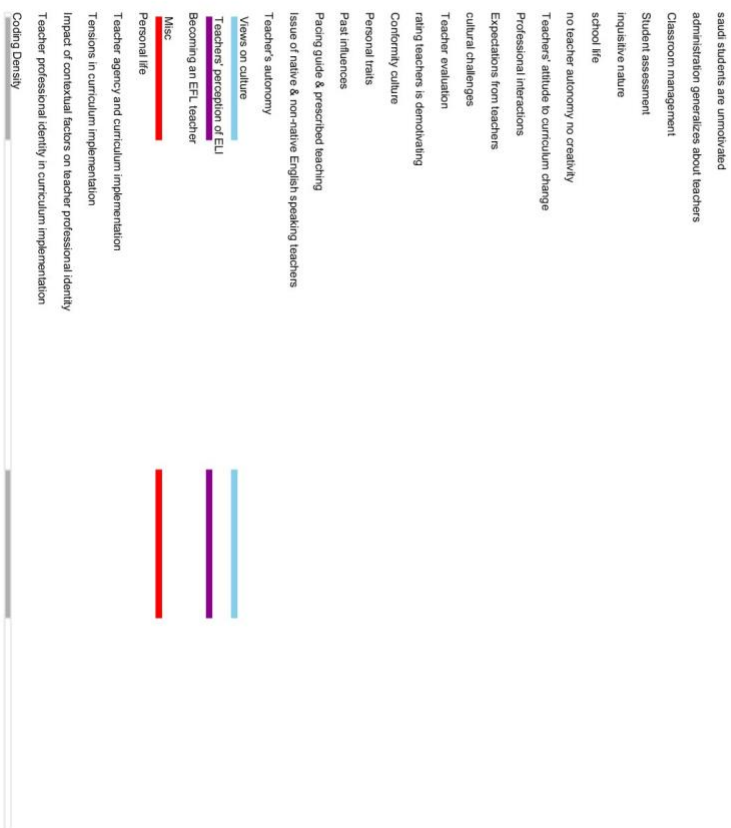 saudi students are unmotivated
administration generalizes about teachers
Classroom management
Student assessment
inquisitive nature
school life
no teacher autonomy no creativity
Teachers' attitude to curriculum change
Professional interactions
Expectations from teachers
cultural challenges
Teacher evaluation
rating teachers is demotivating
Conformity culture
Personal traits
Past influences
Pacing guide & prescribed teaching
Issue of native & non-native English speaking teachers
Teacher's autonomy
Views on culture
Teachers' perception of ELI
Becoming an EFL teacher
Misc
Personal life
Teacher agency and curriculum implementation
Tensions in curriculum implementation
Impact of contextual factors on teacher professional identity
Teacher professional identity in curriculum implementation
Coding Density